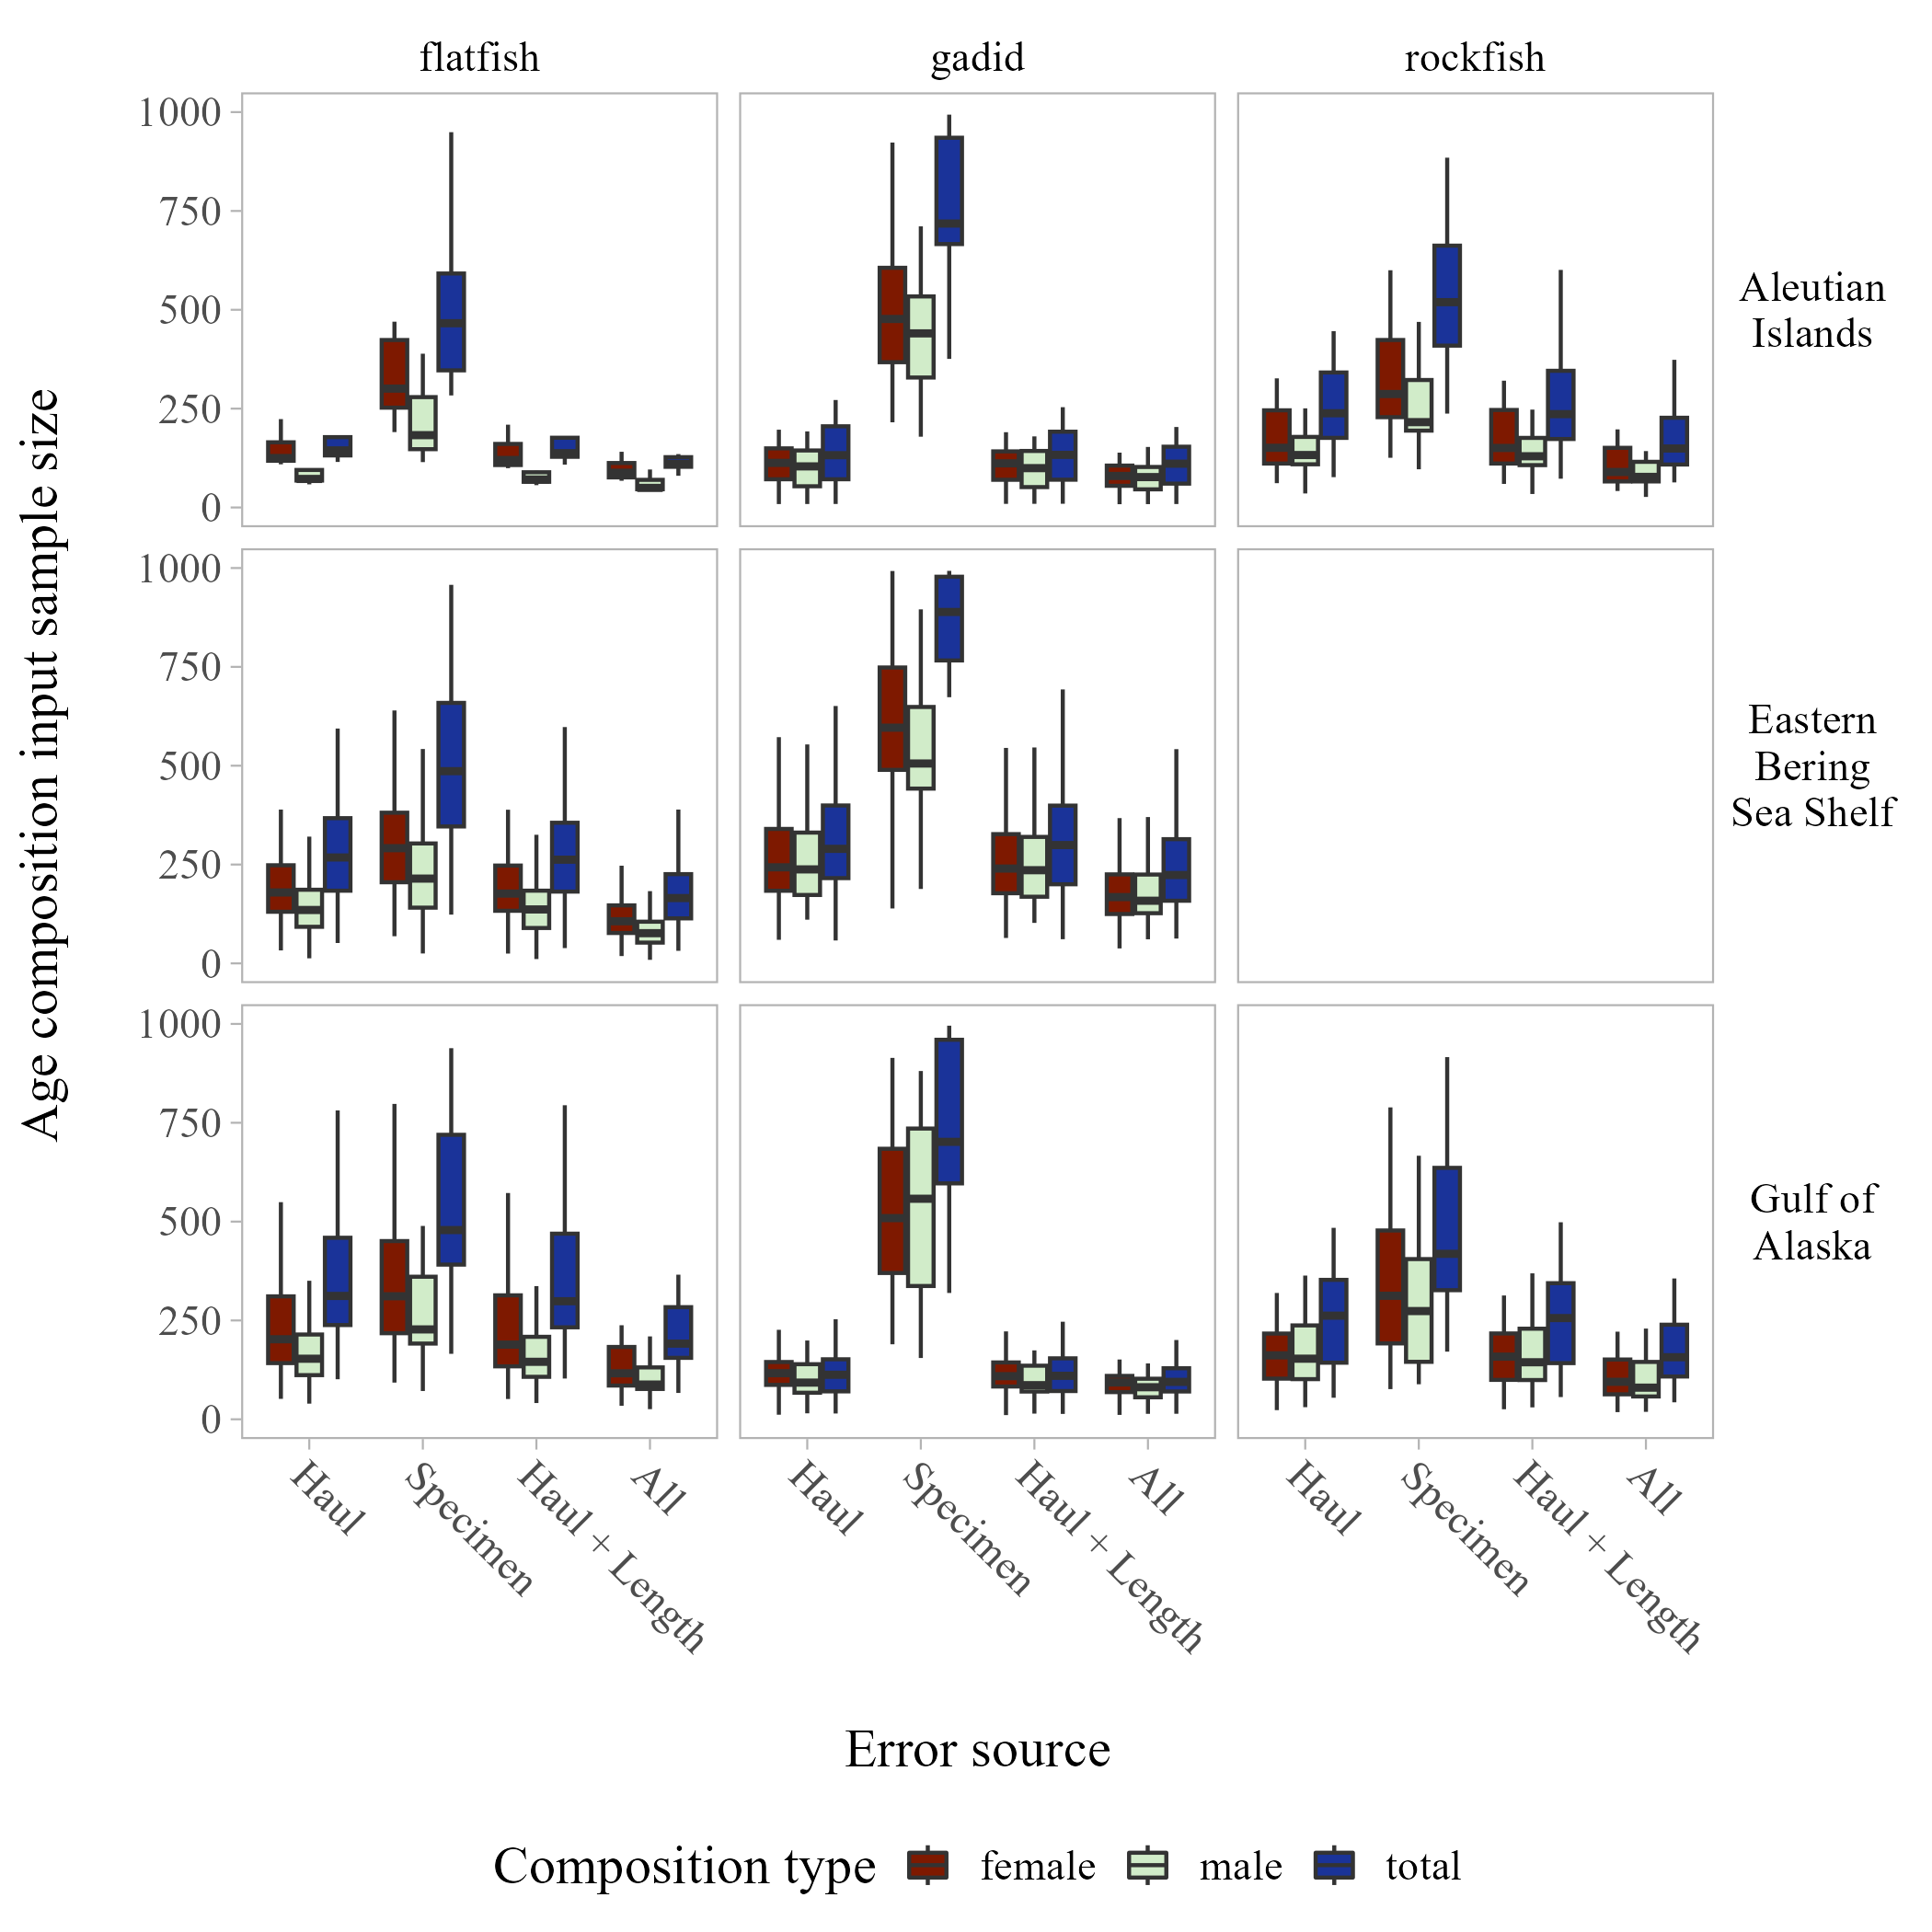 flatfish gadid rockfish
1000
750
500
250
0
Aleutian
Islands
1000
750
500
250
0
Eastern
Bering
Sea Shelf
1000
750
500
250
0
Gulf of
Alaska
Age composition input sample size
Haul Specimen Haul + Length All Haul Specimen Haul + Length All Haul Specimen Haul + Length All
Error source
Composition type female male total